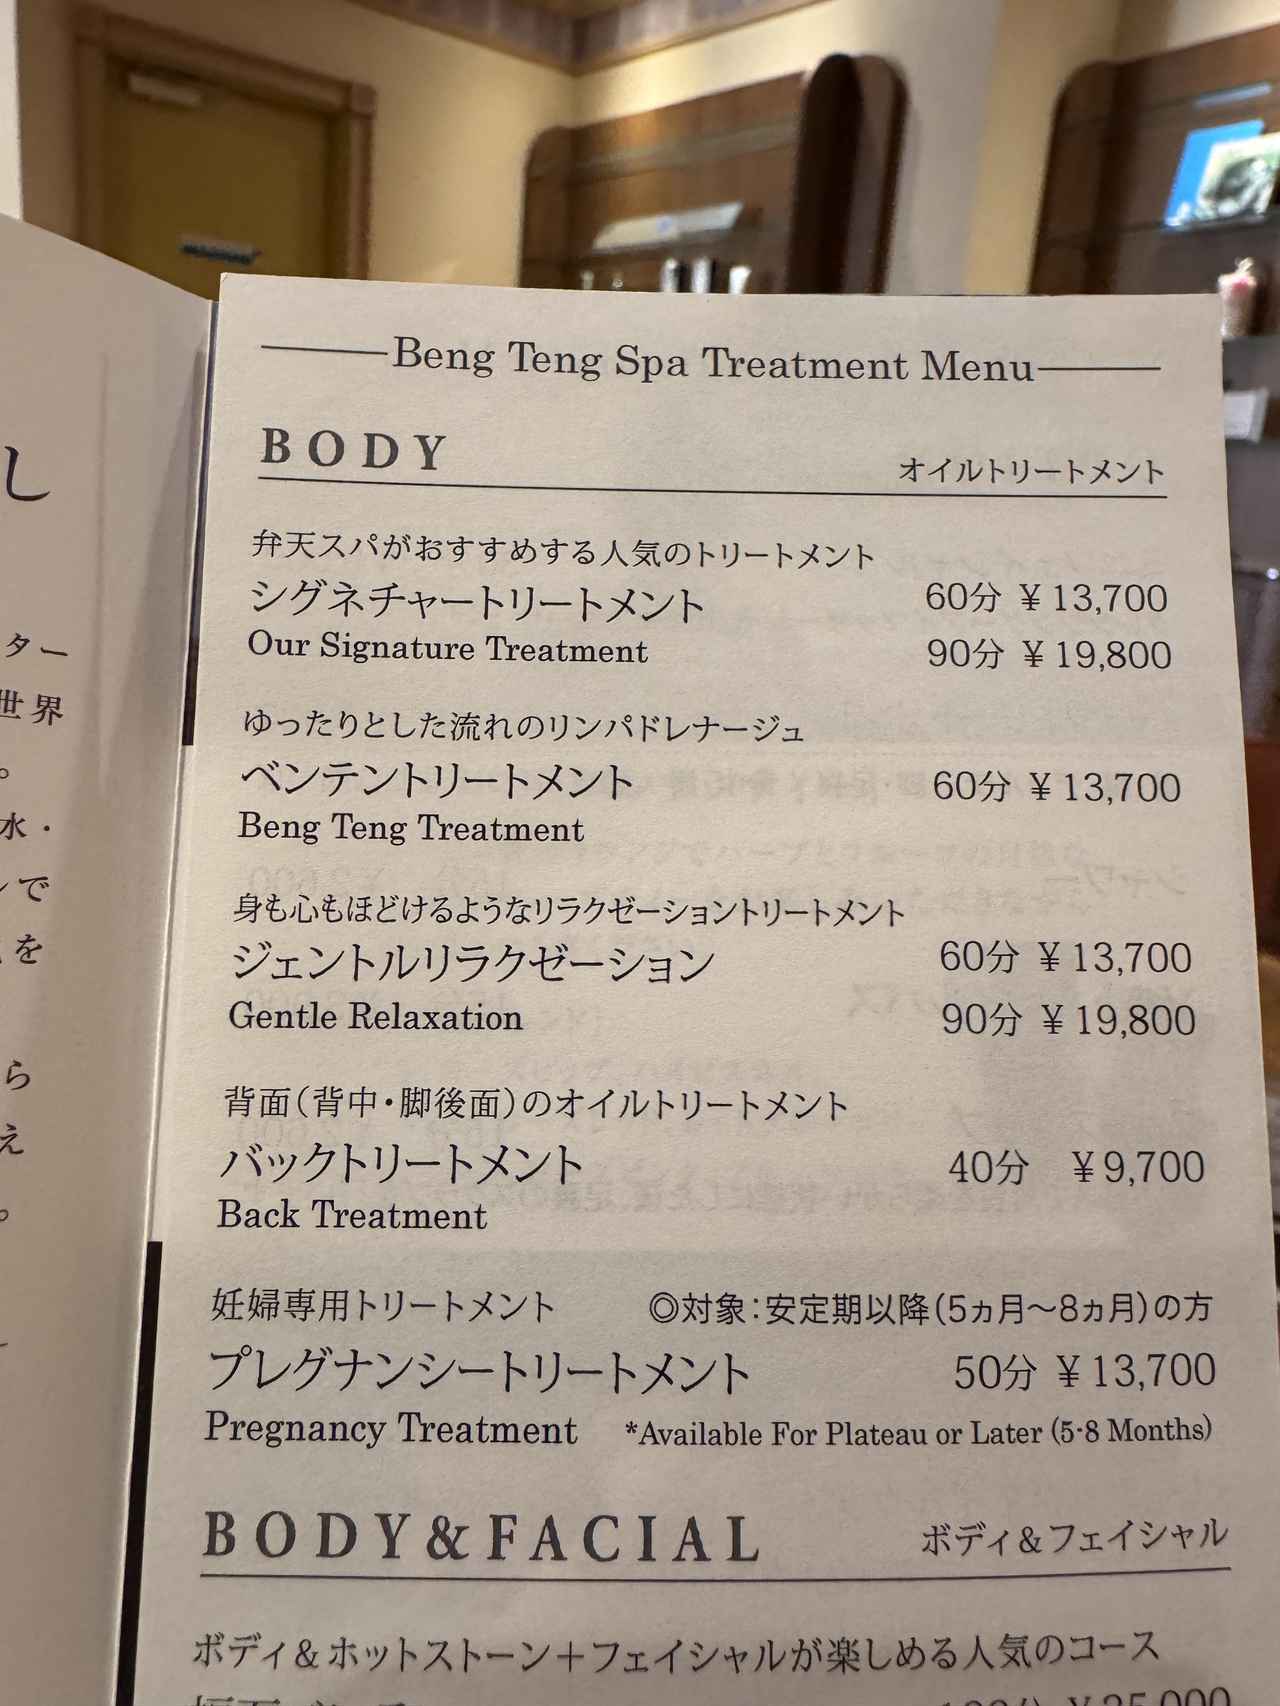 Beng Teng Spa Treatment Menu
BODY
オイルトリートメント
弁天スパがおすすめする人気のトリートメント
シグネチャートリートメント 60分 ¥13,700
Our Signature Treatment 90分 ¥19,800
ゆったりとした流れのリンパドレナージュ
ベンテントリートメント 60分 ¥13,700
Beng Teng Treatment
身も心もほどけるようなリラクゼーショントリートメント
ジェントルリラクゼーション 60分 ¥13,700
Gentle Relaxation 90分 ¥19,800
背面(背中・脚後面)のオイルトリートメント
バックトリートメント 40分 ¥9,700
Back Treatment
妊婦専用トリートメント ◎対象:安定期以降(5ヵ月〜8ヵ月)の方
プレグナンシートリートメント 50分 ¥13,700
Pregnancy Treatment *Available For Plateau or Later (5-8 Months)
BODY&FACIAL
ボディ&フェイシャル
ボディ&ホットストーン+フェイシャルが楽しめる人気のコース
し
ター
世界
。
水・
で
を
ら
え
。